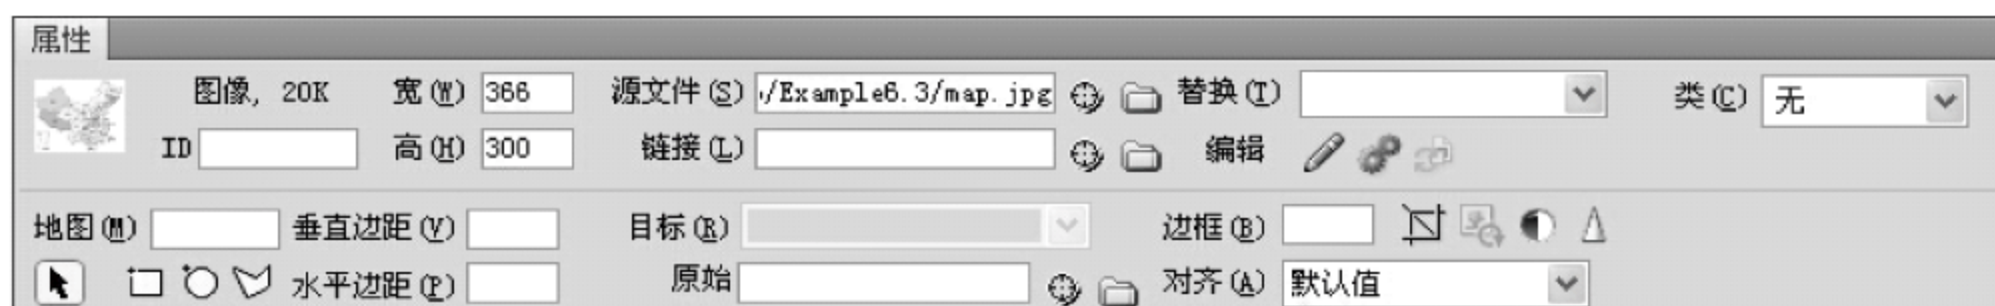 属性
图像, 20K 宽(W) 366 源文件(S) /Example6.3/map.jpg 替换(T) 类(C) 无
ID 高(H) 300 链接(L) 编辑
地图(M) 垂直边距(V) 目标(R) 边框(B)
水平边距(P) 原始 对齐(A) 默认值